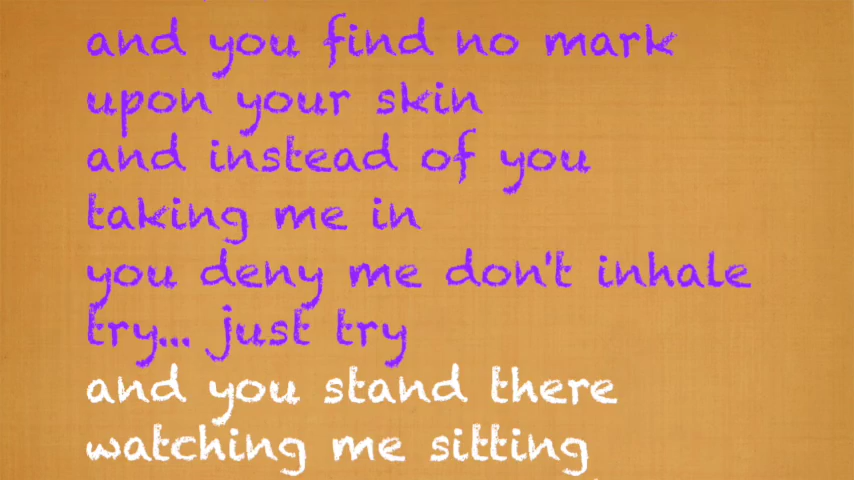 and you find no mark
upon your skin
and instead of you
taking me in
you deny me don't inhale
try... just try
and you stand there
watching me sitting